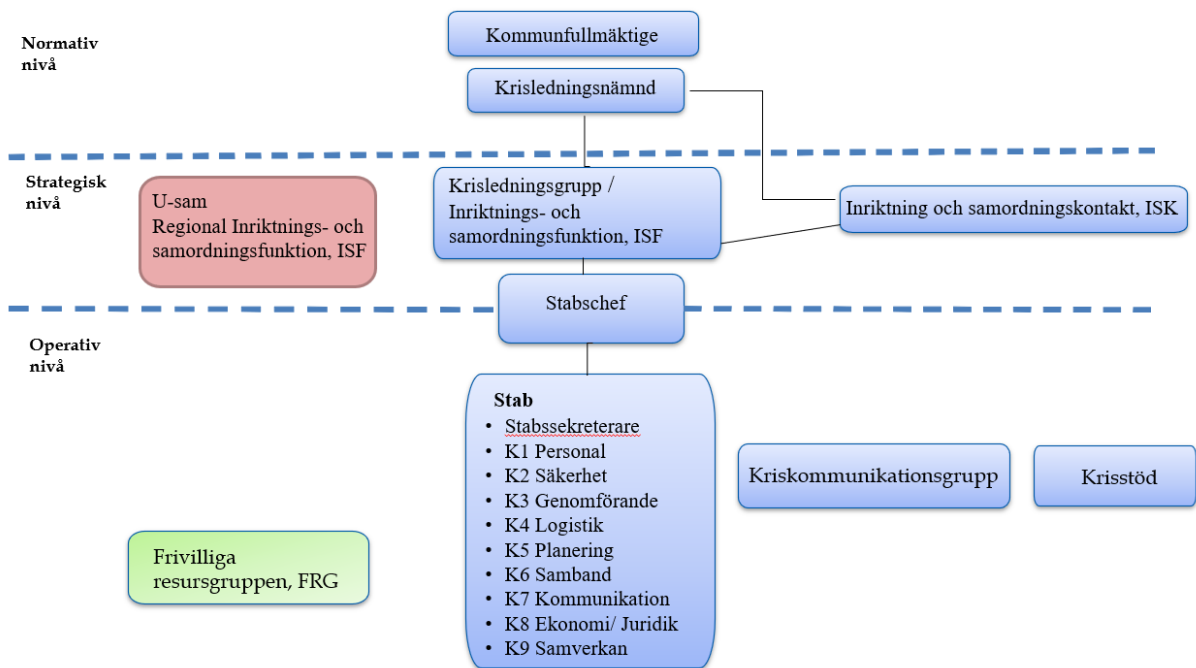 Normativ
nivå
Kommunfullmäktige
Krisledningsnämnd
Strategisk
nivå
U-sam
Regional Inriktnings- och
samordningsfunktion, ISF
Krisledningsgrupp /
Inriktnings- och
samordningsfunktion, ISF
Inriktning och samordningskontakt, ISK
Stabschef
Operativ
nivå
Stab
• Stabssekreterare
• K1 Personal
• K2 Säkerhet
• K3 Genomförande
• K4 Logistik
• K5 Planering
• K6 Samband
• K7 Kommunikation
• K8 Ekonomi/ Juridik
• K9 Samverkan
Kriskommunikationsgrupp
Krisstöd
Frivilliga
resursgruppen, FRG